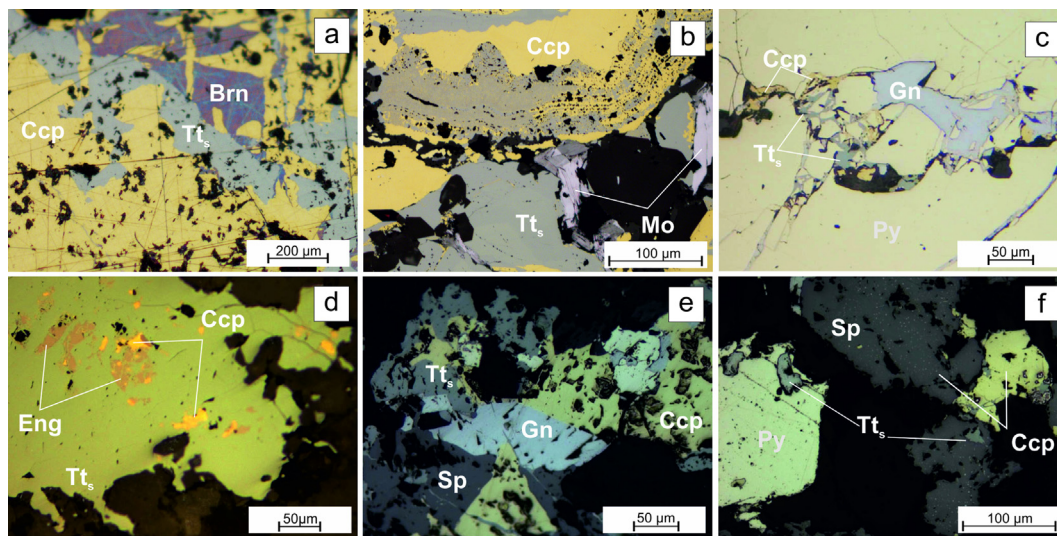 a
Brn
Ccp
Tts
200 µm
b
Ccp
Tts
Mo
100 µm
c
Ccp
Gn
Tts
Py
50 µm
d
Ccp
Eng
Tts
50µm
e
Tts
Gn
Ccp
Sp
50 µm
f
Sp
Tts
Py
Ccp
100 µm